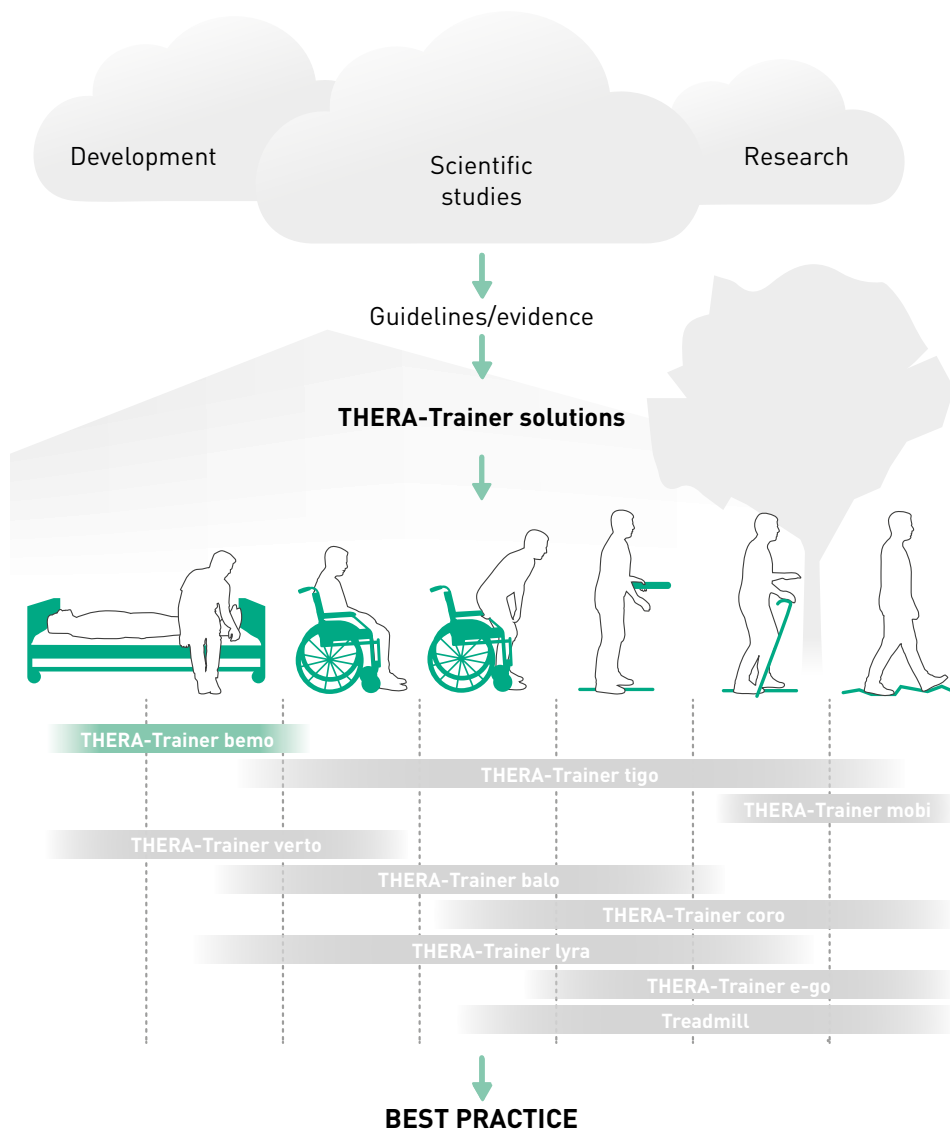 Development
Scientific
studies
Research
Guidelines/evidence
THERA-Trainer solutions
THERA-Trainer bemo
THERA-Trainer tigo
THERA-Trainer mobi
THERA-Trainer verto
THERA-Trainer balo
THERA-Trainer coro
THERA-Trainer lyra
THERA-Trainer e-go
Treadmill
BEST PRACTICE